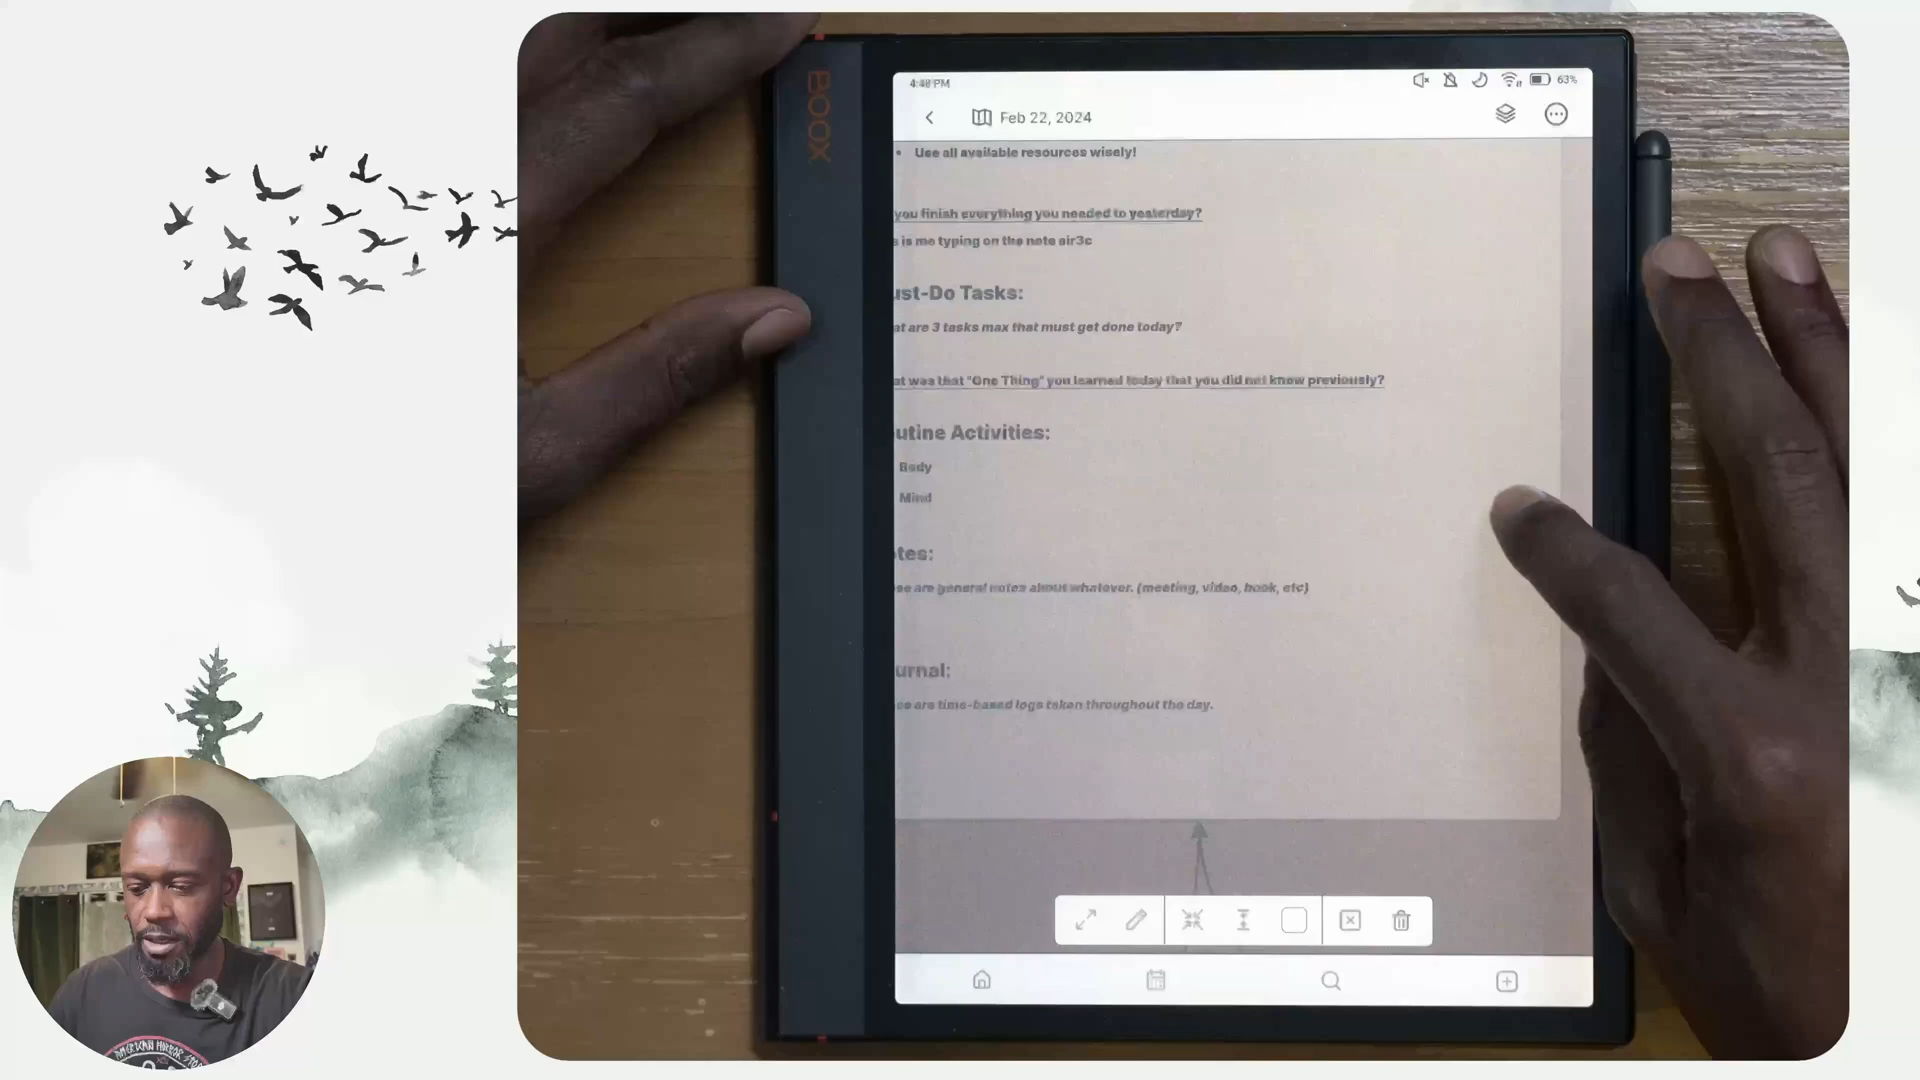 BOOX
4:48 PM
63%
Feb 22, 2024
• Use all available resources wisely!
you finish everything you needed to yesterday?
s is me typing on the note air3c
ust-Do Tasks:
at are 3 tasks max that must get done today?
at was that "One Thing" you learned today that you did not know previously?
utine Activities:
Body
Mind
tes:
se are general notes about whatever. (meeting, video, book, etc)
urnal:
se are time-based logs taken throughout the day.
AMERICAN HORROR STORY